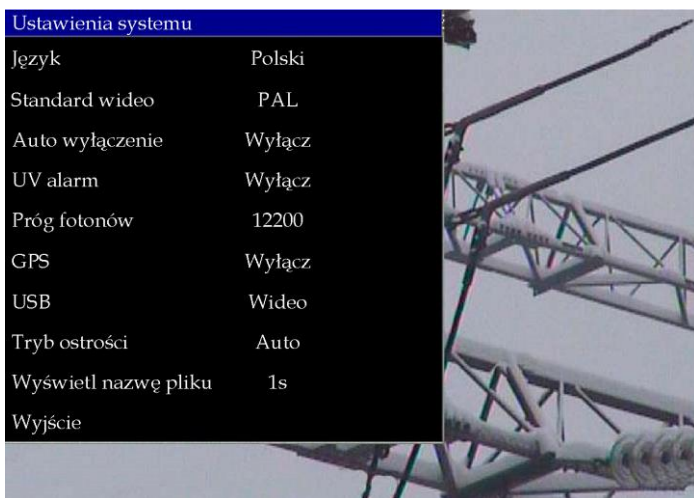 Ustawienia systemu
Język Polski
Standard wideo PAL
Auto wyłączenie Wyłącz
UV alarm Wyłącz
Próg fotonów 12200
GPS Wyłącz
USB Wideo
Tryb ostrości Auto
Wyświetl nazwę pliku 1s
Wyjście